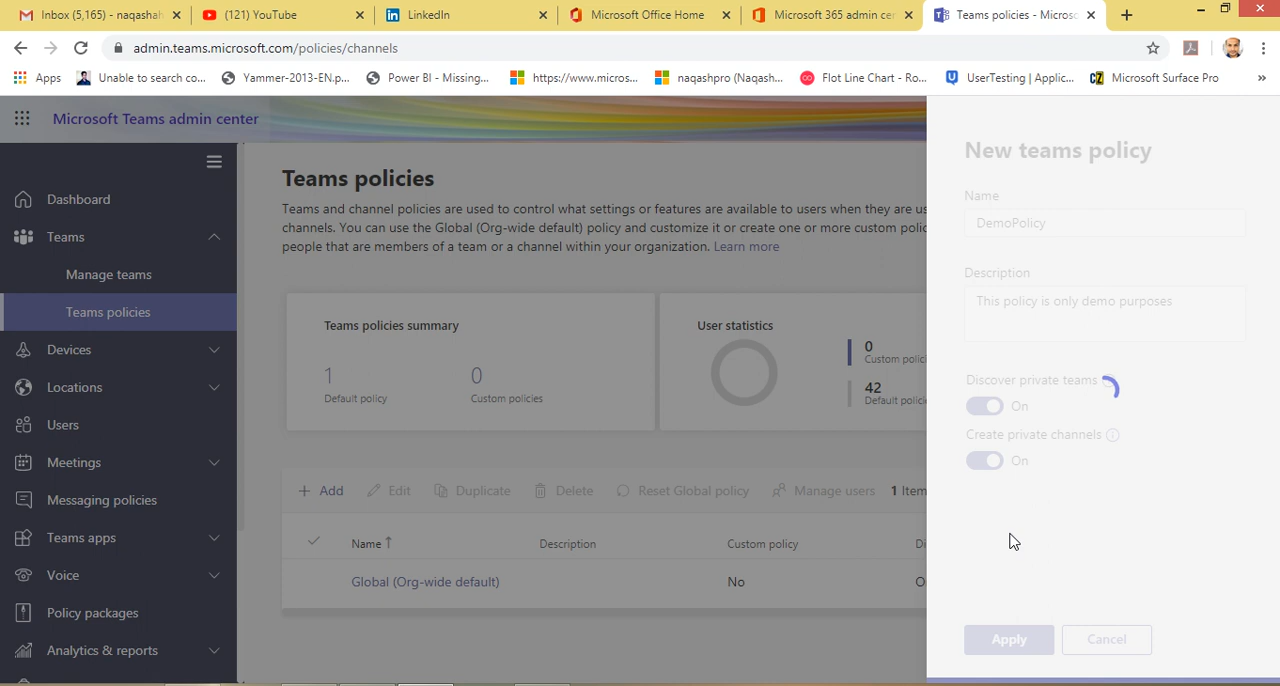 Inbox (5,165) - naqashah
(121) YouTube
LinkedIn
Microsoft Office Home
Microsoft 365 admin cen
Teams policies - Microso
admin.teams.microsoft.com/policies/channels
Apps
Unable to search co...
Yammer-2013-EN.p...
Power BI - Missing...
https://www.micros...
naqashpro (Naqash...
Flot Line Chart - Ro...
UserTesting | Applic...
Microsoft Surface Pro
»
Microsoft Teams admin center
Dashboard
Teams
Manage teams
Teams policies
Devices
Locations
Users
Meetings
Messaging policies
Teams apps
Voice
Policy packages
Analytics & reports
Teams policies
Teams and channel policies are used to control what settings or features are available to users when they are us
channels. You can use the Global (Org-wide default) policy and customize it or create one or more custom polic
people that are members of a team or a channel within your organization. Learn more
Teams policies summary
1
Default policy
0
Custom policies
User statistics
0
Custom polici
42
Default polici
Add
Edit
Duplicate
Delete
Reset Global policy
Manage users
1 Item
Name
Description
Custom policy
Di
Global (Org-wide default)
No
O
New teams policy
Name
DemoPolicy
Description
This policy is only demo purposes
Discover private teams
On
Create private channels
On
Apply
Cancel